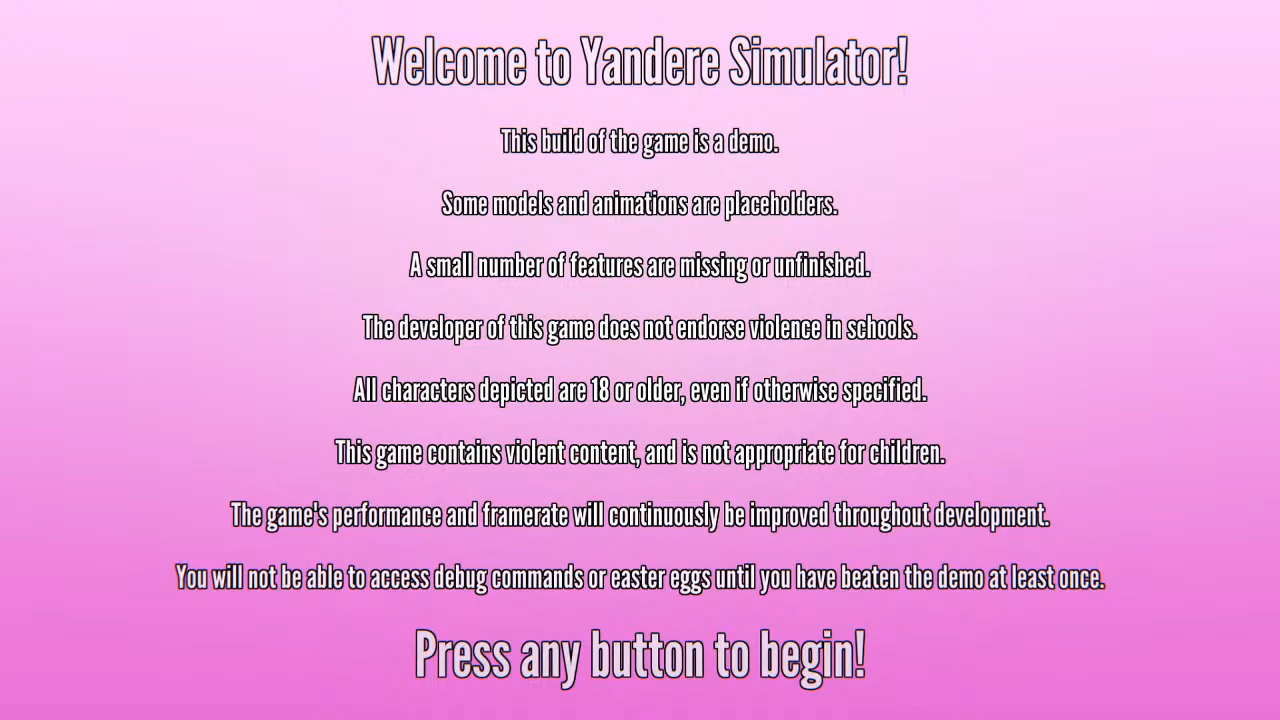 Welcome to Yandere Simulator!
This build of the game is a demo.
Some models and animations are placeholders.
A small number of features are missing or unfinished.
The developer of this game does not endorse violence in schools.
All characters depicted are 18 or older, even if otherwise specified.
This game contains violent content, and is not appropriate for children.
The game's performance and framerate will continuously be improved throughout development.
You will not be able to access debug commands or easter eggs until you have beaten the demo at least once.
Press any button to begin!